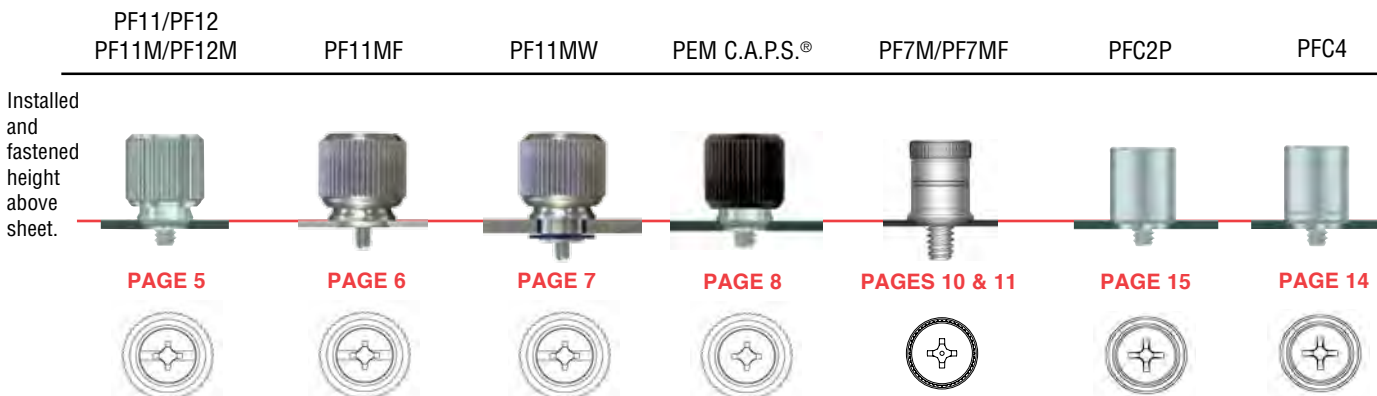 PF11/PF12
PF11M/PF12M
PF11MF
PF11MW
PEM C.A.P.S.®
PF7M/PF7MF
PFC2P
PFC4
Installed
and
fastened
height
above
sheet.
PAGE 5
PAGE 6
PAGE 7
PAGE 8
PAGES 10 & 11
PAGE 15
PAGE 14